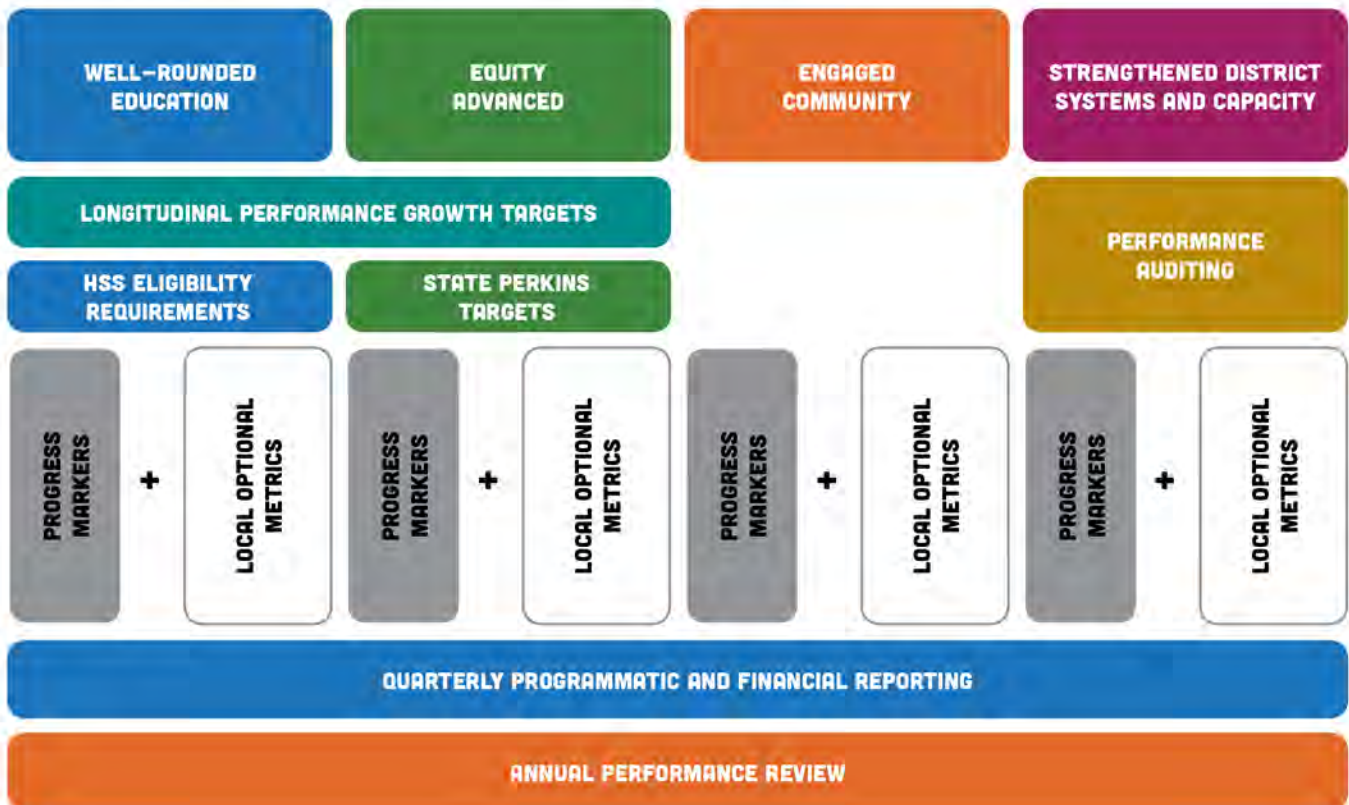 WELL-ROUNDED
EDUCATION
EQUITY
ADVANCED
ENGAGED
COMMUNITY
STRENGTHENED DISTRICT
SYSTEMS AND CAPACITY
LONGITUDINAL PERFORMANCE GROWTH TARGETS
PERFORMANCE
AUDITING
HSS ELIGIBILITY
REQUIREMENTS
STATE PERKINS
TARGETS
PROGRESS
MARKERS
+
LOCAL OPTIONAL
METRICS
PROGRESS
MARKERS
+
LOCAL OPTIONAL
METRICS
PROGRESS
MARKERS
+
LOCAL OPTIONAL
METRICS
PROGRESS
MARKERS
+
LOCAL OPTIONAL
METRICS
QUARTERLY PROGRAMMATIC AND FINANCIAL REPORTING
ANNUAL PERFORMANCE REVIEW